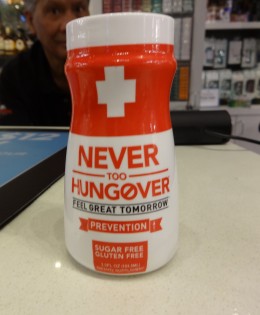 NEVER
TOO
HUNGOVER
FEEL GREAT TOMORROW
PREVENTION
SUGAR FREE
GLUTEN FREE